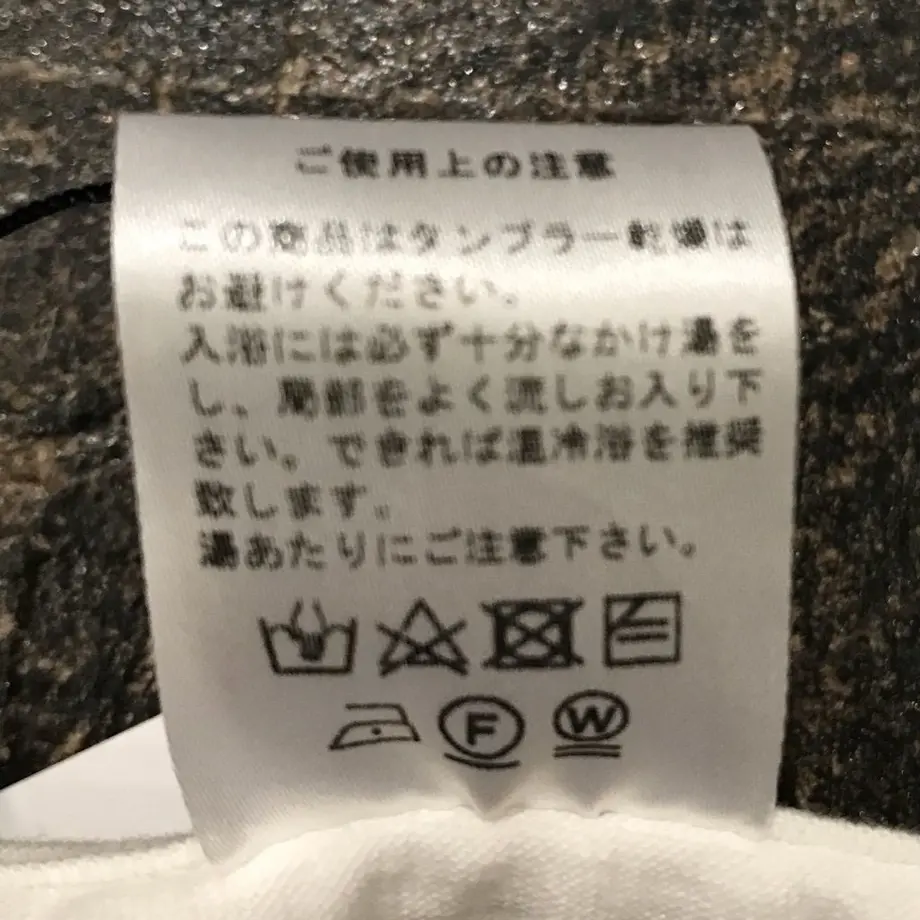 ご使用上の注意
この商品はタンブラー乾燥は
お避けください。
入浴には必ず十分なかけ湯を
し、局部をよく流しお入り下
さい。できれば温冷浴を推奨
致します。
湯あたりにご注意下さい。
F W